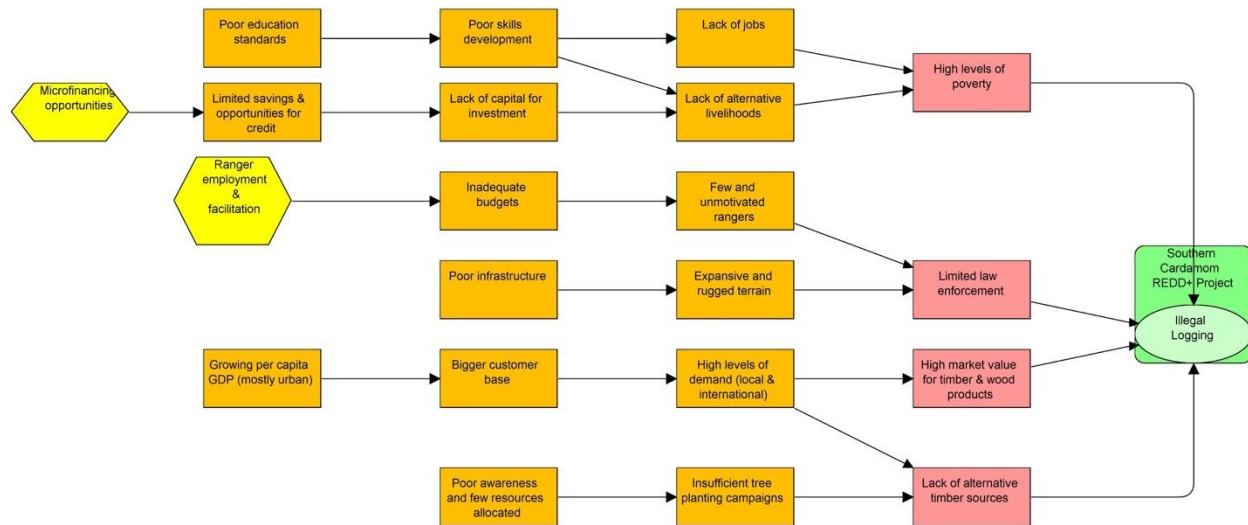 Poor education
standards
Poor skills
development
Lack of jobs
High levels of
poverty
Microfinancing
opportunities
Limited savings &
opportunities for
credit
Lack of capital for
investment
Lack of alternative
livelihoods
Ranger
employment
&
facilitation
Inadequate
budgets
Few and
unmotivated
rangers
Poor infrastructure
Expansive and
rugged terrain
Limited law
enforcement
Southern
Cardamom
REDD+ Project
Illegal
Logging
Growing per capita
GDP (mostly urban)
Bigger customer
base
High levels of
demand (local &
international)
High market value
for timber & wood
products
Poor awareness
and few resources
allocated
Insufficient tree
planting campaigns
Lack of alternative
timber sources